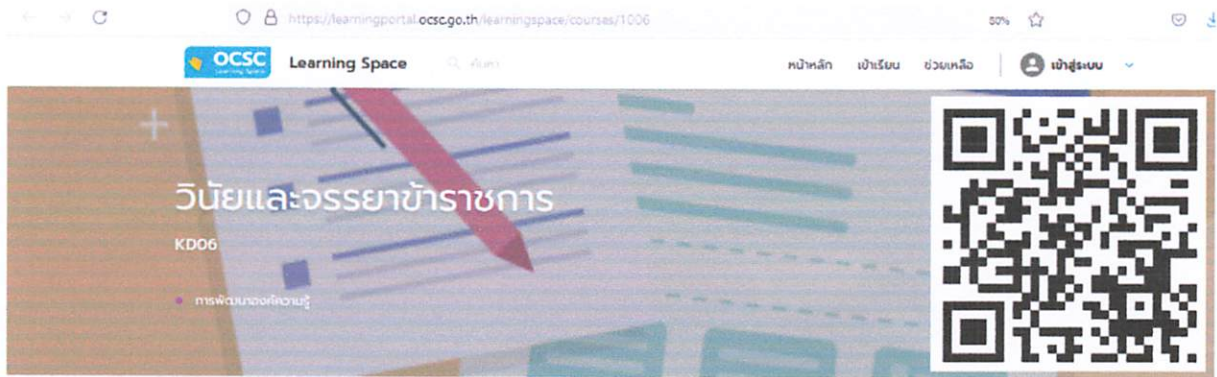 https://learningportal.ocsc.go.th/learningspace/courses/1006
80%
OCSC
Learning Space
Learning Space
ค้นหา
หน้าหลัก เข้าเรียน ช่วยเหลือ เข้าสู่ระบบ
วินัยและจรรยาข้าราชการ
KD06
การพัฒนาองค์ความรู้